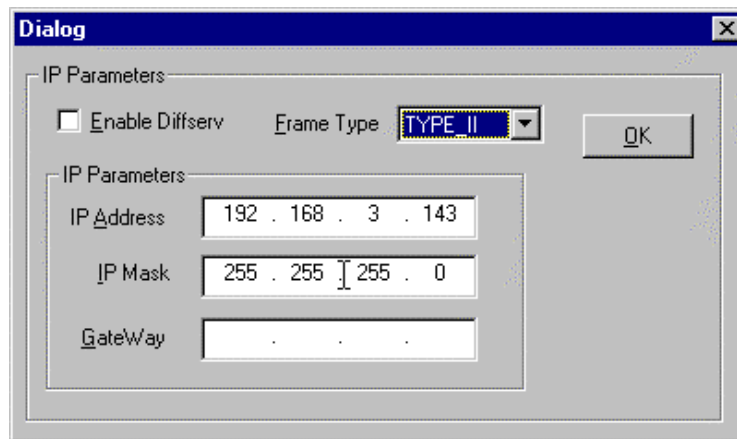 Dialog
IP Parameters
Enable Diffserv Frame Type TYPE_II OK
IP Parameters
IP Address 192 . 168 . 3 . 143
IP Mask 255 . 255 . 255 . 0
GateWay . . .